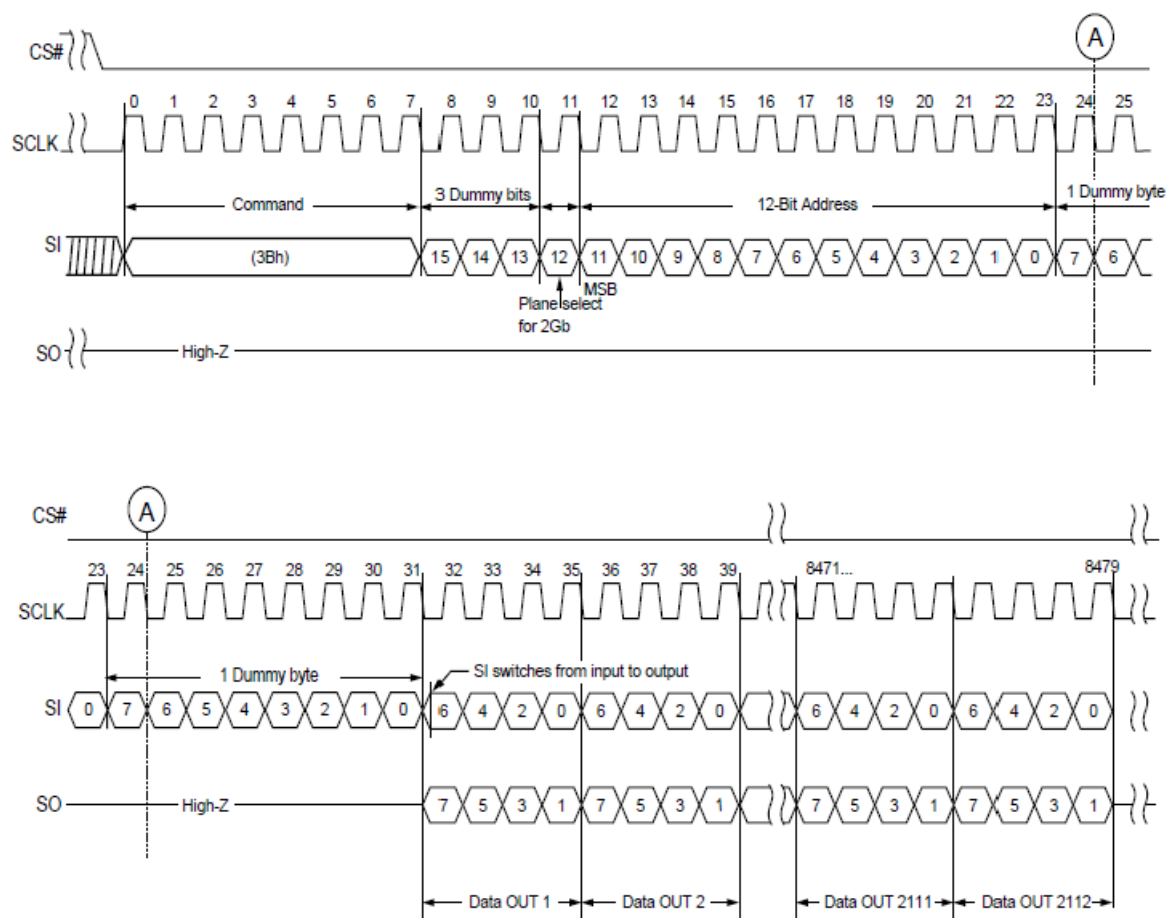 A
CS#
0 1 2 3 4 5 6 7 8 9 10 11 12 13 14 15 16 17 18 19 20 21 22 23 24 25
SCLK
Command 3 Dummy bits 12-Bit Address 1 Dummy byte
SI (3Bh) 15 14 13 12 11 10 9 8 7 6 5 4 3 2 1 0 7 6
MSB
Plane select
for 2Gb
SO High-Z
A
CS#
23 24 25 26 27 28 29 30 31 32 33 34 35 36 37 38 39 8471... 8479
SCLK
1 Dummy byte SI switches from input to output
SI 0 7 6 5 4 3 2 1 0 6 4 2 0 6 4 2 0 6 4 2 0 6 4 2 0
SO High-Z 7 5 3 1 7 5 3 1 7 5 3 1 7 5 3 1
Data OUT 1 Data OUT 2 Data OUT 2111 Data OUT 2112